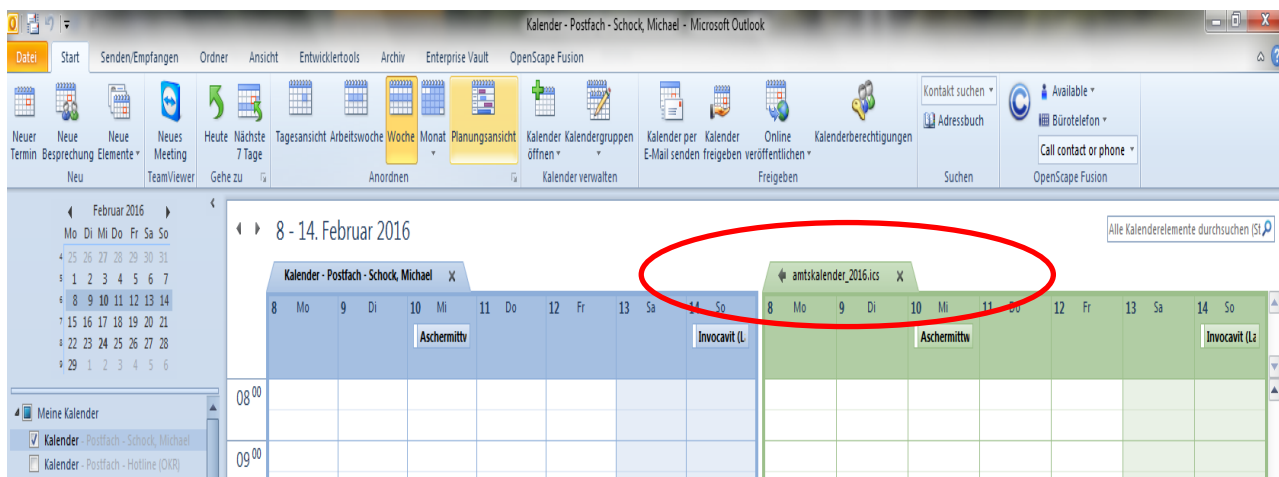 Kalender - Postfach - Schock, Michael - Microsoft Outlook
Datei Start Senden/Empfangen Ordner Ansicht Entwicklertools Archiv Enterprise Vault OpenScape Fusion
Neuer Termin
Neue Besprechung
Neue Elemente
Neu
Neues Meeting
TeamViewer
Heute
Nächste 7 Tage
Gehe zu
Tagesansicht Arbeitswoche Woche Monat Planungsansicht
Anordnen
Kalender öffnen
Kalendergruppen
Kalender verwalten
Kalender per E-Mail senden
Kalender freigeben
Online veröffentlichen
Kalenderberechtigungen
Freigeben
Kontakt suchen
Adressbuch
Suchen
Available
Bürotelefon
Call contact or phone
OpenScape Fusion
Februar 2016
Mo Di Mi Do Fr Sa So
4 25 26 27 28 29 30 31
5 1 2 3 4 5 6 7
6 8 9 10 11 12 13 14
7 15 16 17 18 19 20 21
8 22 23 24 25 26 27 28
9 29 1 2 3 4 5 6
Meine Kalender
Kalender - Postfach - Schock, Michael
Kalender - Postfach - Hotline (OKR)
8 - 14. Februar 2016
Alle Kalenderelemente durchsuchen (St
Kalender - Postfach - Schock, Michael
amtskalender_2016.ics
8 Mo 9 Di 10 Mi 11 Do 12 Fr 13 Sa 14 So
8 Mo 9 Di 10 Mi 11 Do 12 Fr 13 Sa 14 So
Aschermittv
Invocavit (L
Aschermittw
Invocavit (La
08 00
09 00